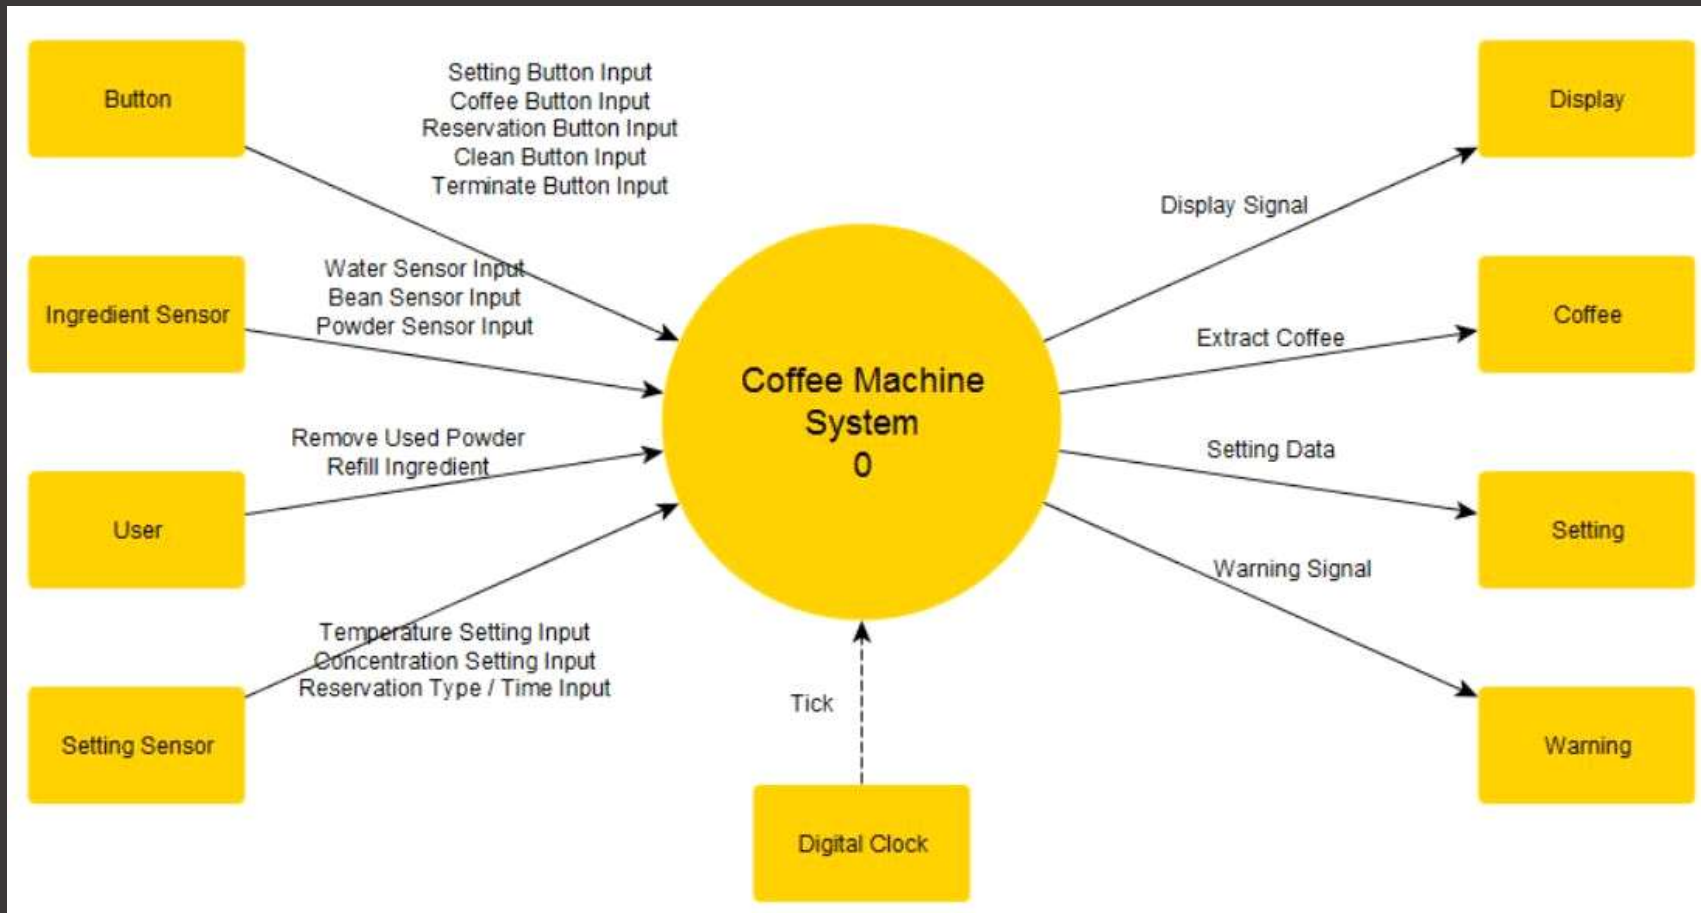 Button
Setting Button Input
Coffee Button Input
Reservation Button Input
Clean Button Input
Terminate Button Input
Display
Display Signal
Ingredient Sensor
Water Sensor Input
Bean Sensor Input
Powder Sensor Input
Coffee Machine
System
0
Extract Coffee
Coffee
User
Remove Used Powder
Refill Ingredient
Setting Data
Setting
Setting Sensor
Temperature Setting Input
Concentration Setting Input
Reservation Type / Time Input
Warning Signal
Warning
Tick
Digital Clock